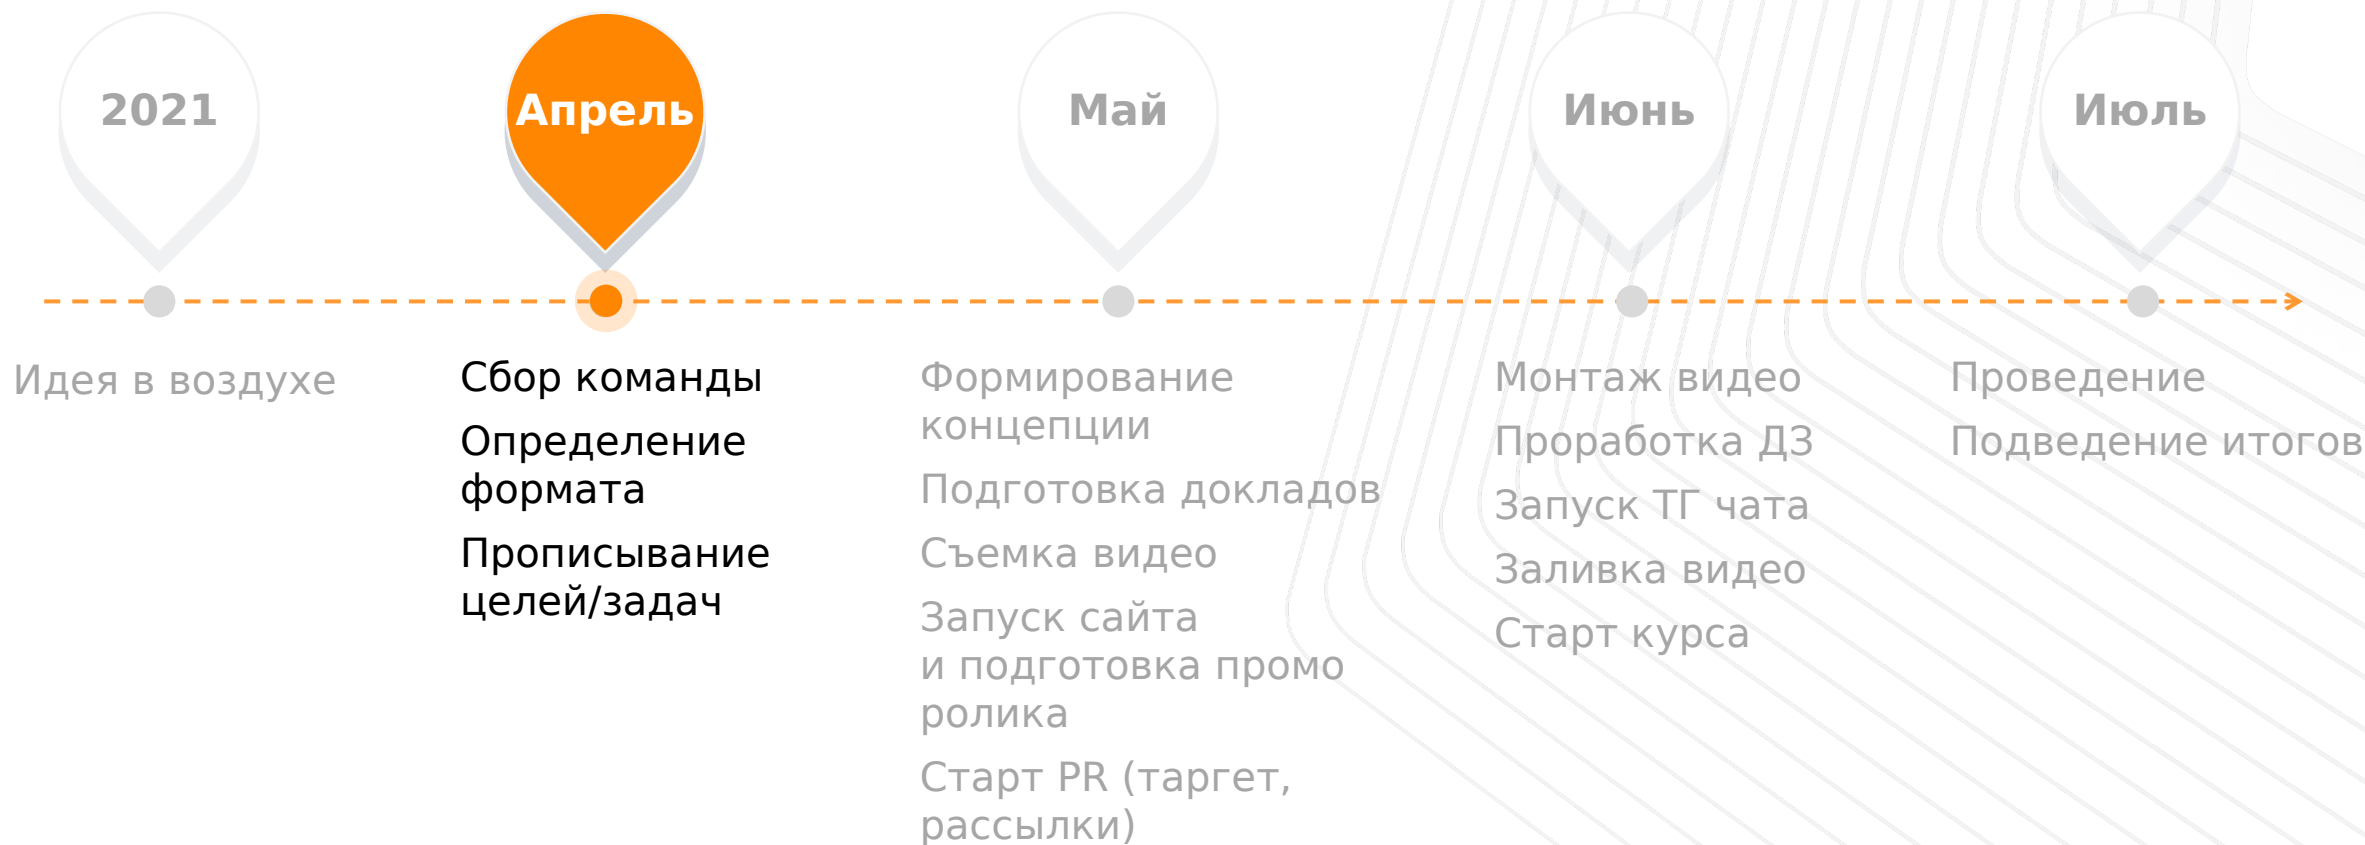 2021
Апрель
Май
Июнь
Июль
Идея в воздухе
Сбор команды
Определение
формата
Прописывание
целей/задач
Формирование
концепции
Подготовка докладов
Съемка видео
Запуск сайта
и подготовка промо
ролика
Старт PR (таргет,
рассылки)
Монтаж видео
Проработка ДЗ
Запуск ТГ чата
Заливка видео
Старт курса
Проведение
Подведение итогов